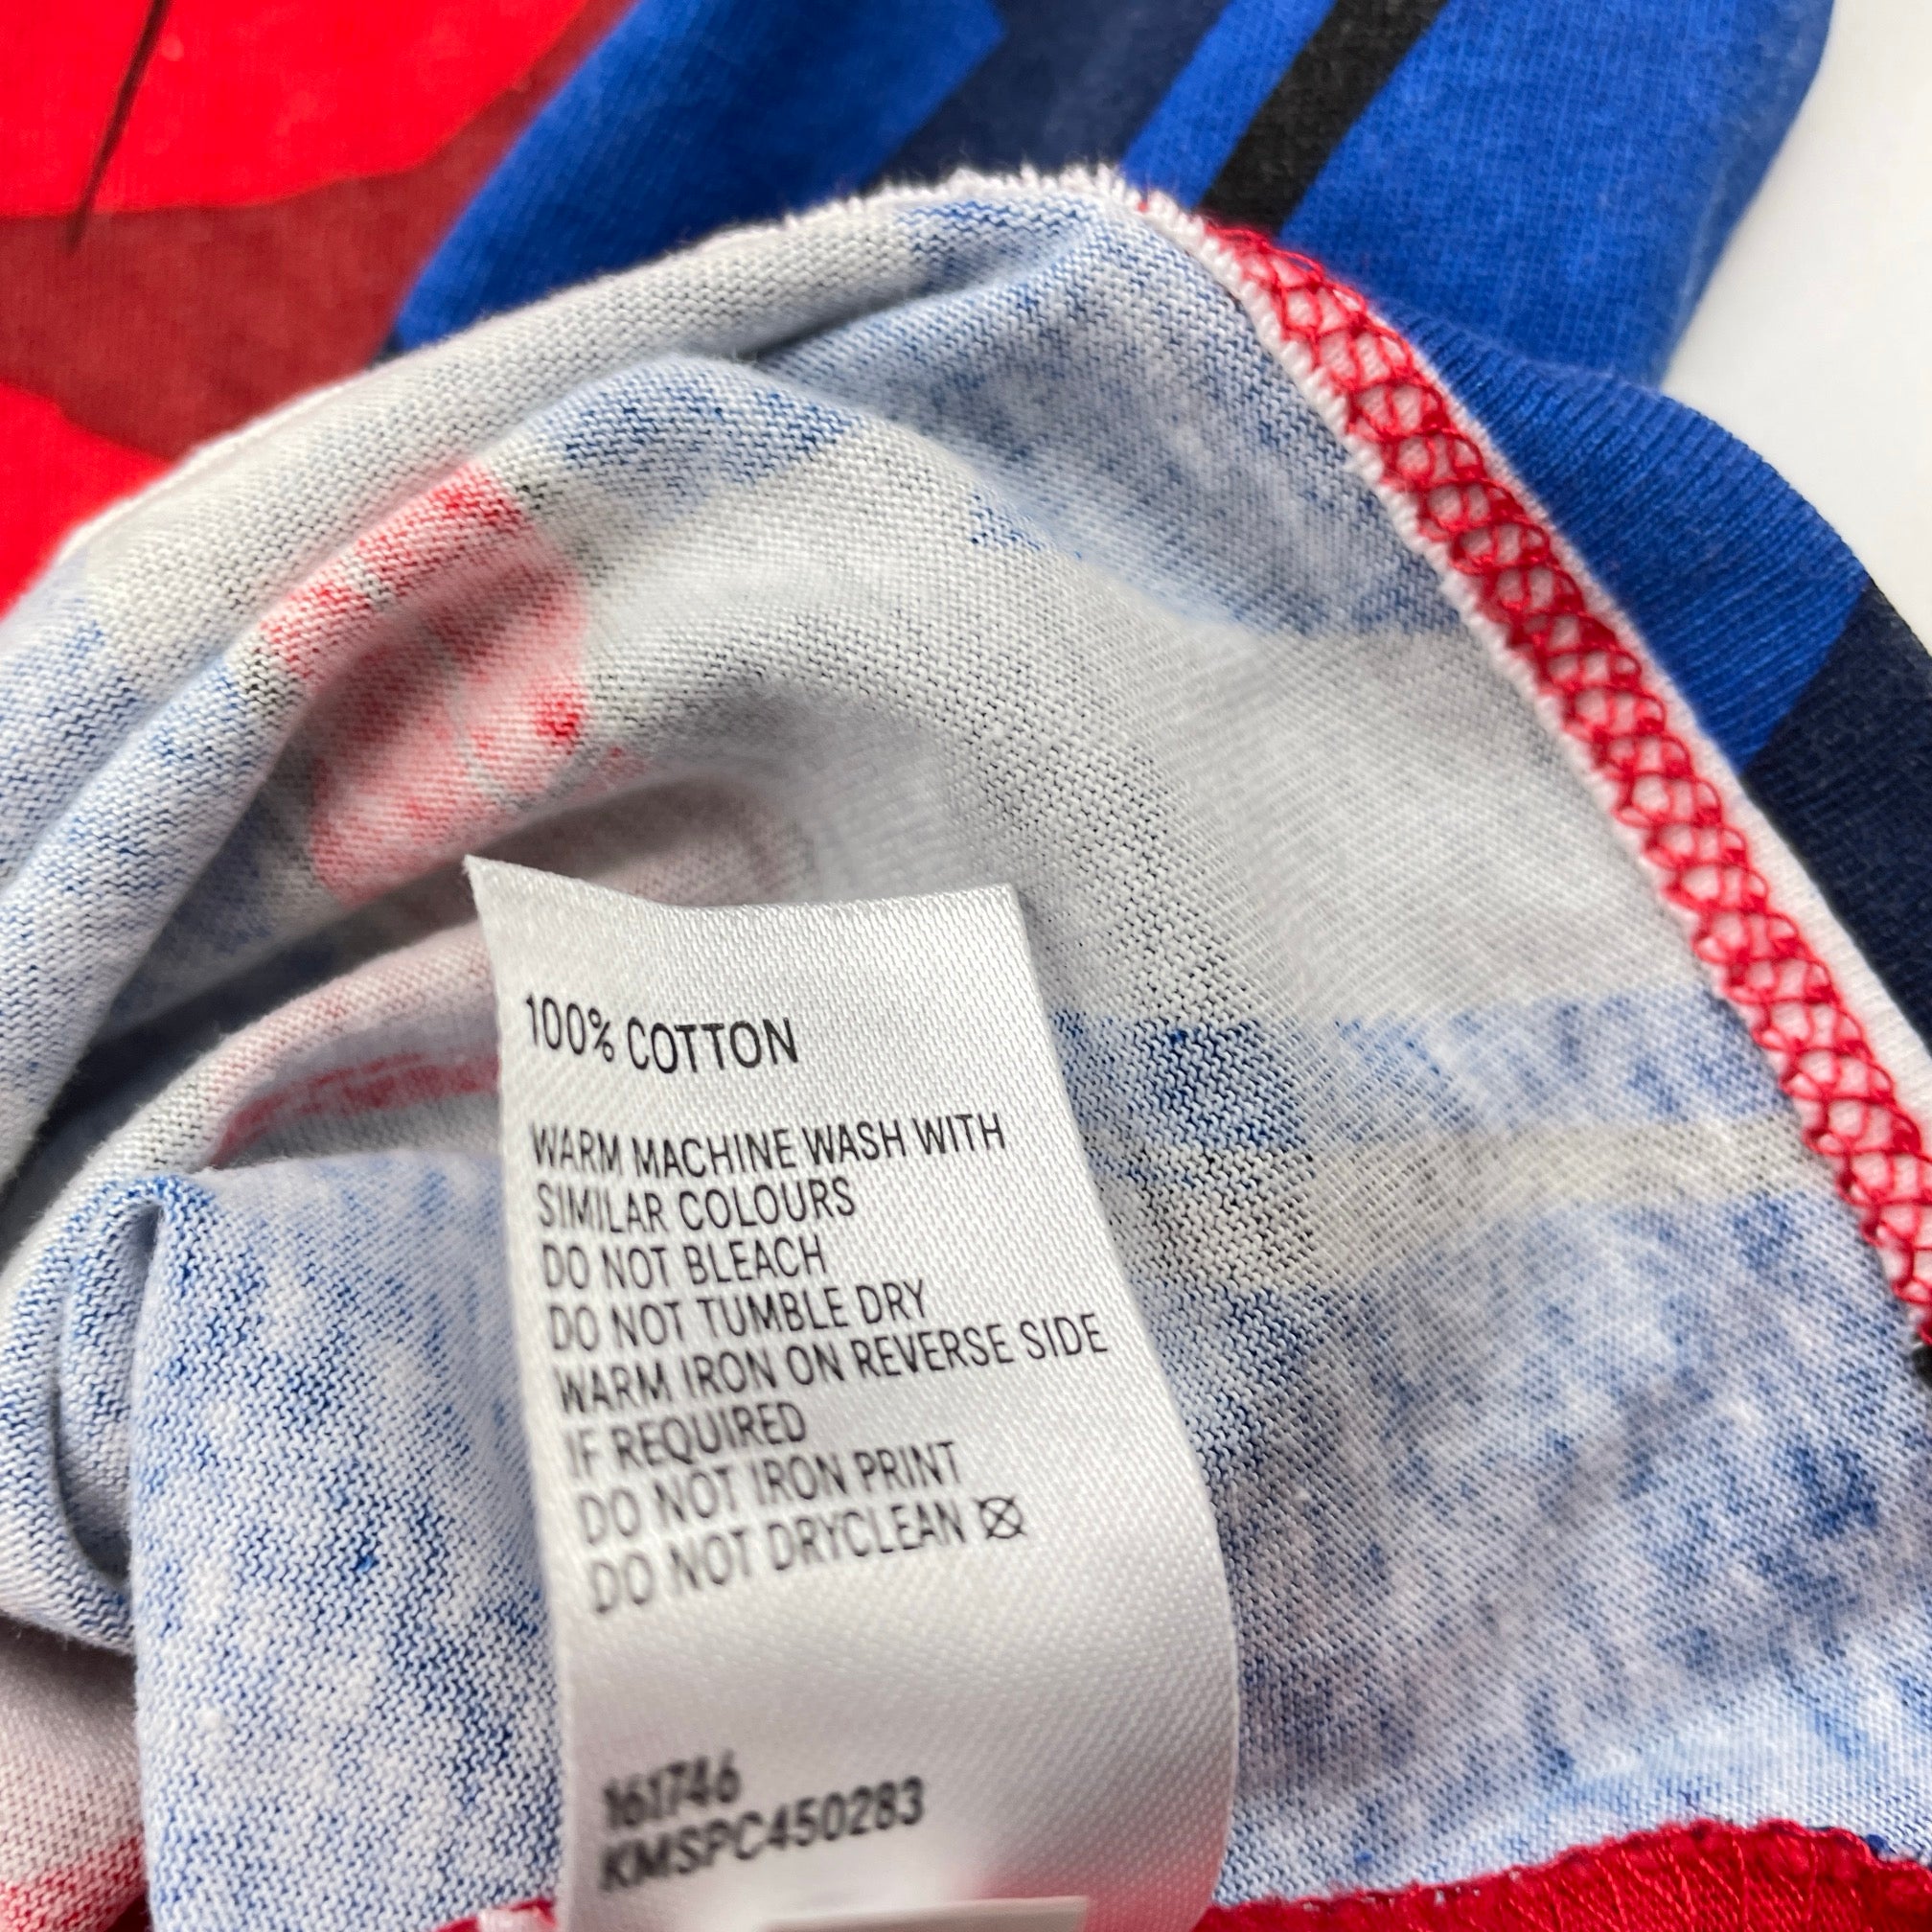 100% COTTON
WARM MACHINE WASH WITH
SIMILAR COLOURS
DO NOT BLEACH
DO NOT TUMBLE DRY
WARM IRON ON REVERSE SIDE
IF REQUIRED
DO NOT IRON PRINT
DO NOT DRYCLEAN
161746
KMSPC450283